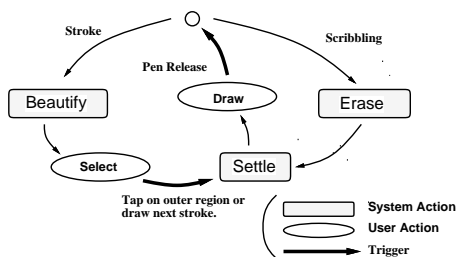 Stroke
Scribbling
Pen Release
Beautify
Draw
Erase
Select
Settle
Tap on outer region or
draw next stroke.
System Action
User Action
Trigger